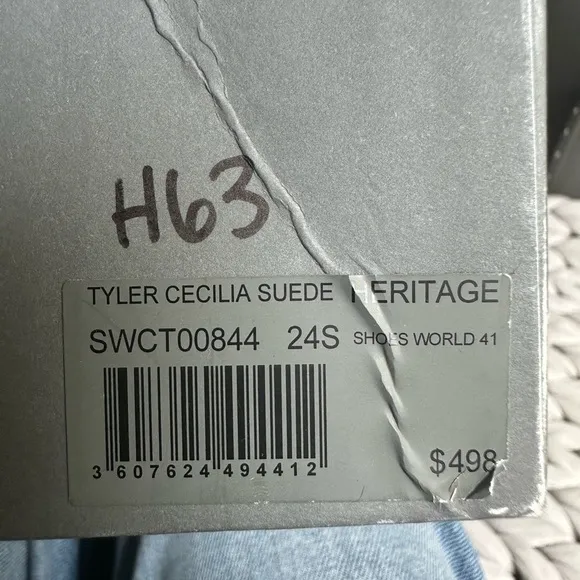 H63
TYLER CECILIA SUEDE HERITAGE
SWCT00844 24S SHOES WORLD 41
3 607624 494412
$498